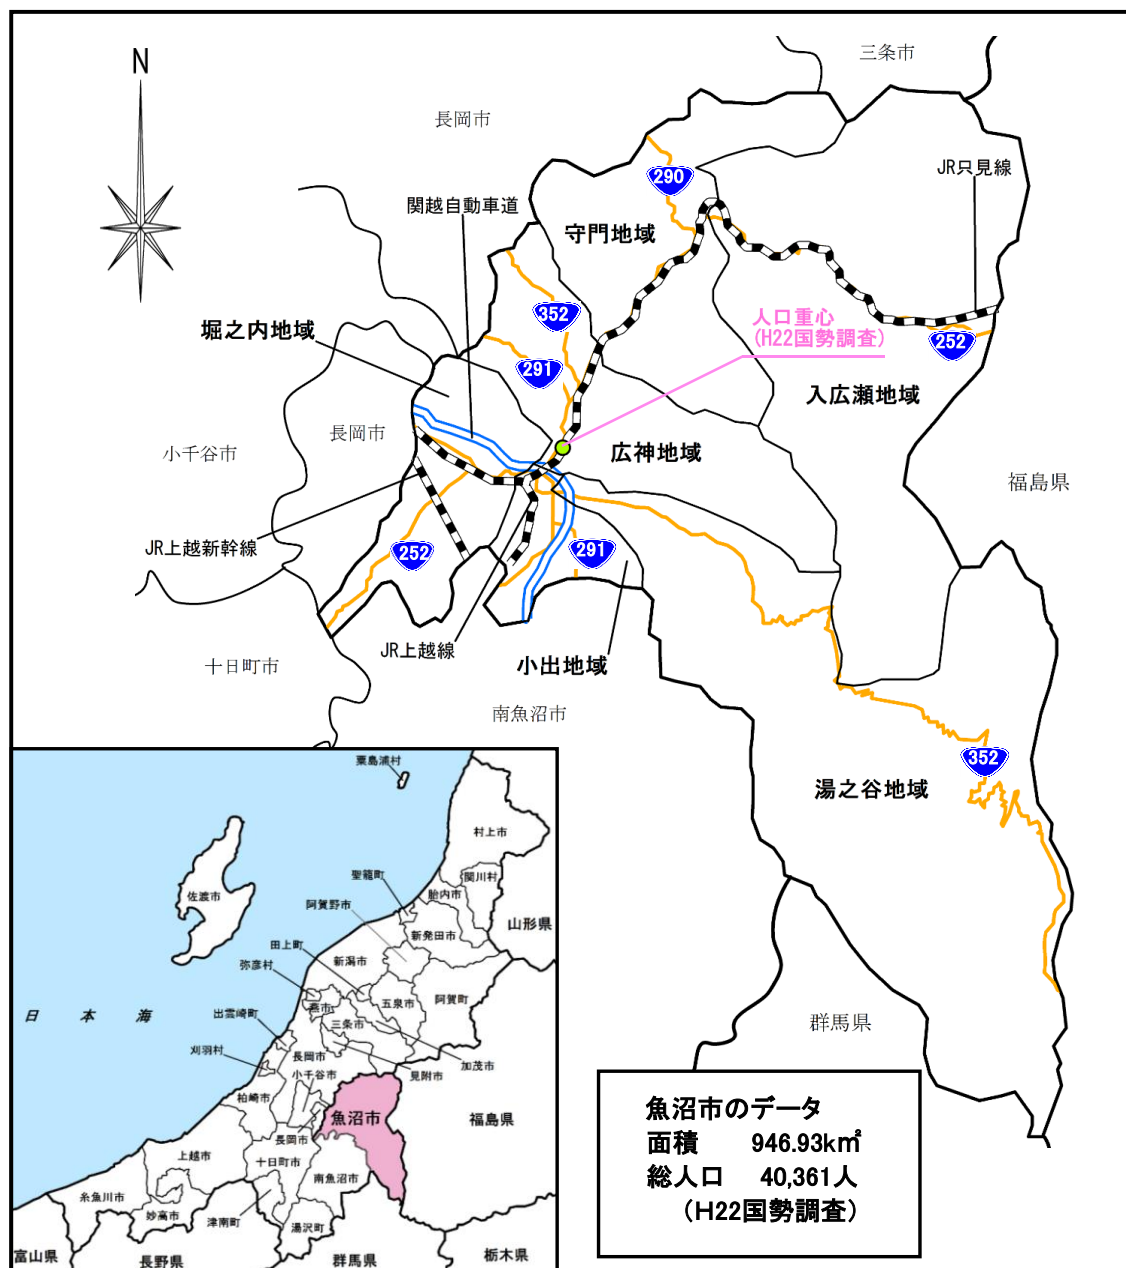 三条市
N
長岡市
JR只見線
290
関越自動車道
守門地域
352
人口重心
(H22国勢調査)
堀之内地域
252
291
入広瀬地域
長岡市
小千谷市
広神地域
福島県
JR上越新幹線
252
291
JR上越線
小出地域
十日町市
南魚沼市
352
湯之谷地域
群馬県
粟島浦村
村上市
関川村
聖籠町
胎内市
佐渡市
阿賀野市
山形県
新発田市
田上町
新潟市
弥彦村
阿賀町
五泉市
燕市
日本海
出雲崎町
三条市
刈羽村
長岡市
加茂市
小千谷市
見附市
柏崎市
魚沼市
福島県
長岡市
上越市
十日町市
南魚沼市
糸魚川市
妙高市
津南町
湯沢町
富山県
長野県
群馬県
栃木県
魚沼市のデータ
面積 946.93k㎡
総人口 40,361人
（H22国勢調査）